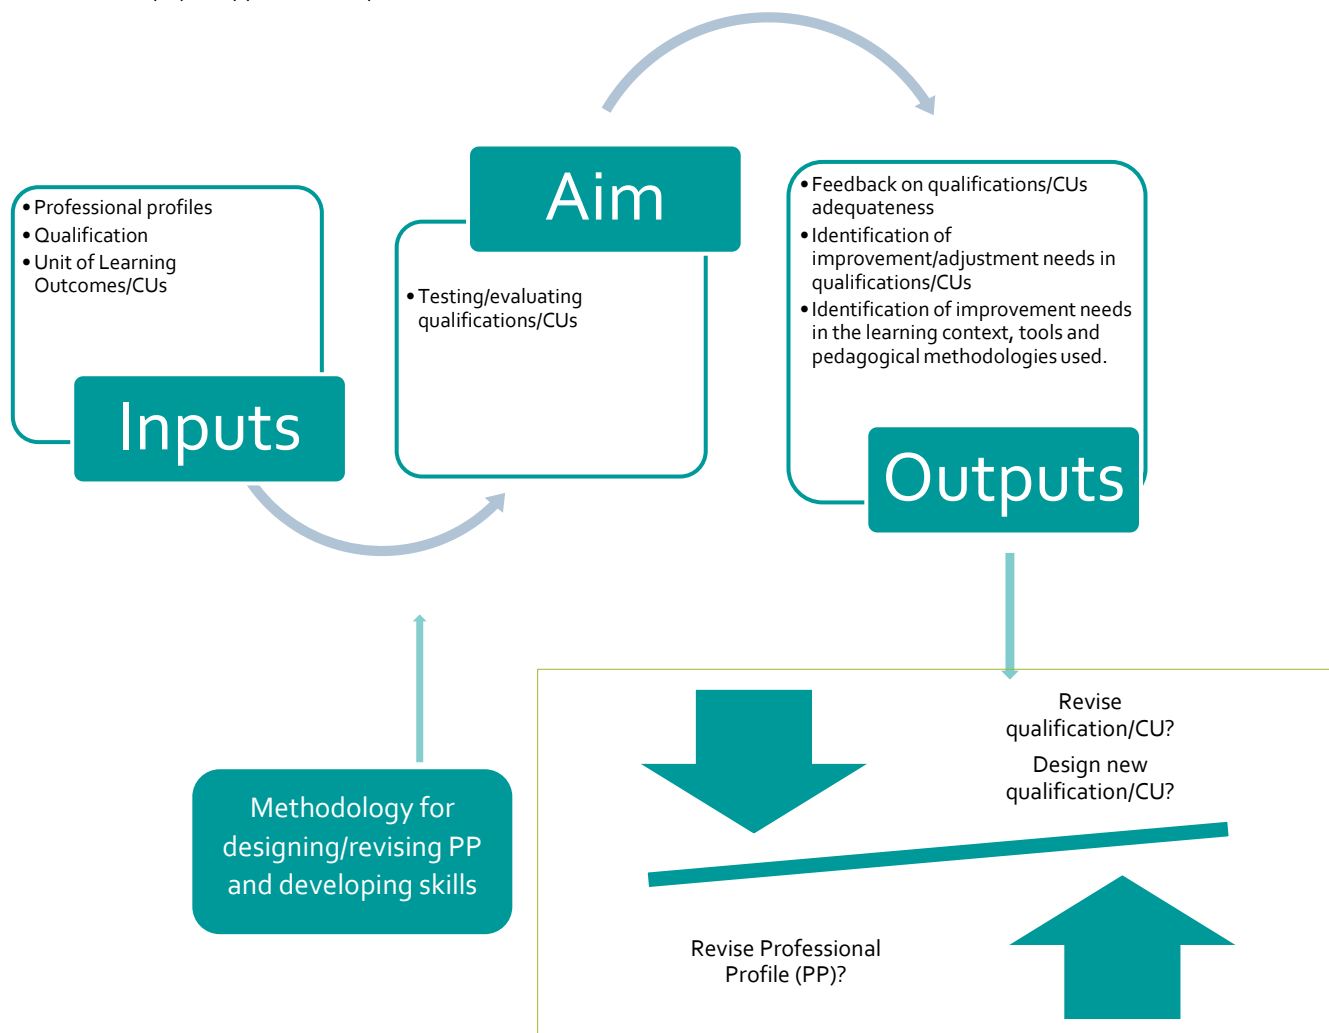 • Professional profiles
• Qualification
• Unit of Learning
Outcomes/CUs
Inputs
Aim
• Testing/evaluating
qualifications/CUs
• Feedback on qualifications/CUs
adequateness
• Identification of
improvement/adjustment needs in
qualifications/CUs
• Identification of improvement needs
in the learning context, tools and
pedagogical methodologies used.
Outputs
Methodology for
designing/revising PP
and developing skills
Revise
qualification/CU?
Design new
qualification/CU?
Revise Professional
Profile (PP)?